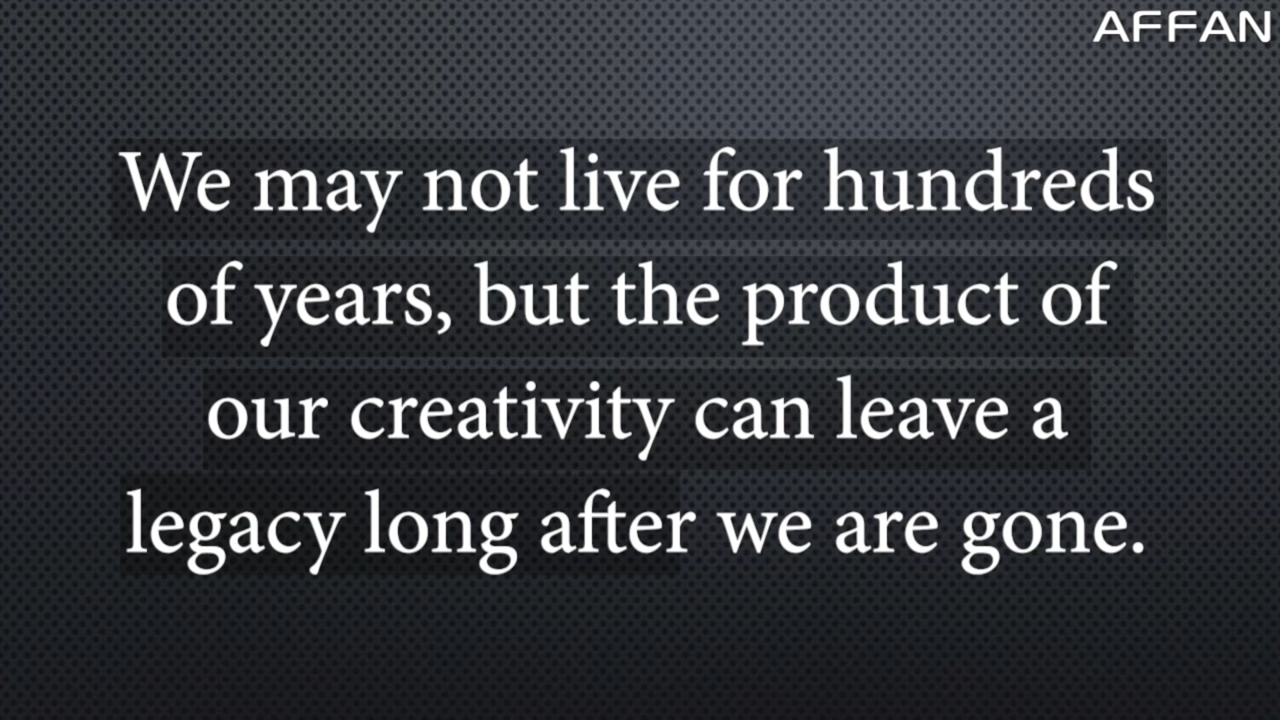 AFFAN
We may not live for hundreds
of years, but the product of
our creativity can leave a
legacy long after we are gone.